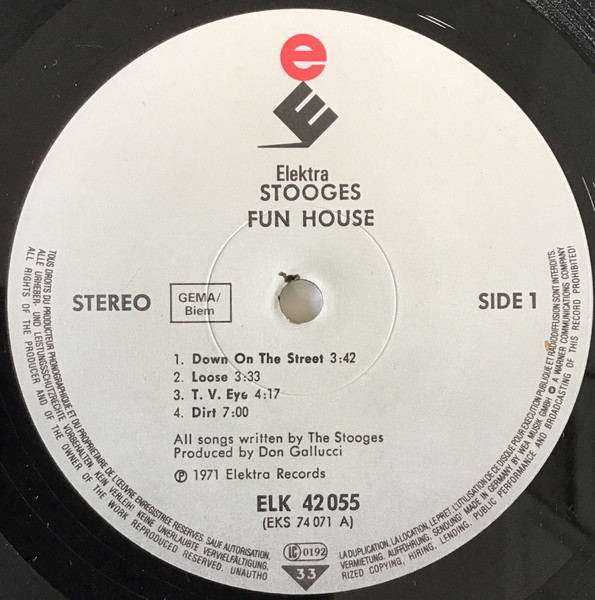 e
E
Elektra
STOOGES
FUN HOUSE
STEREO
GEMA/
Biem
SIDE 1
1. Down On The Street 3:42
2. Loose 3:33
3. T. V. Eye 4:17
4. Dirt 7:00
All songs written by The Stooges
Produced by Don Gallucci
Ⓟ 1971 Elektra Records
ELK 42 055
(EKS 74 071 A)
LC 0192
33
TOUS DROITS DU PRODUCTEUR PHONOGRAPHIQUE ET DU PROPRIETAIRE DE L'ŒUVRE ENREGISTREE RESERVES. SAUF AUTORISATION, LA DUPLICATION, LA LOCATION, LE PRET, L'UTILISATION DE CE DISQUE POUR EXECUTION PUBLIQUE ET RADIODIFFUSION SONT INTERDITS.
ALLE URHEBER- UND LEISTUNGSSCHUTZRECHTE VORBEHALTEN. KEIN VERLEIH! KEINE UNERLAUBTE VERVIELFÄLTIGUNG, VERMIETUNG, AUFFÜHRUNG, SENDUNG! MADE IN GERMANY BY WEA MUSIK GMBH A WARNER COMMUNICATIONS COMPANY
ALL RIGHTS OF THE PRODUCER AND OF THE OWNER OF THE WORK REPRODUCED RESERVED. UNAUTHORIZED COPYING, HIRING, LENDING, PUBLIC PERFORMANCE AND BROADCASTING OF THIS RECORD PROHIBITED!